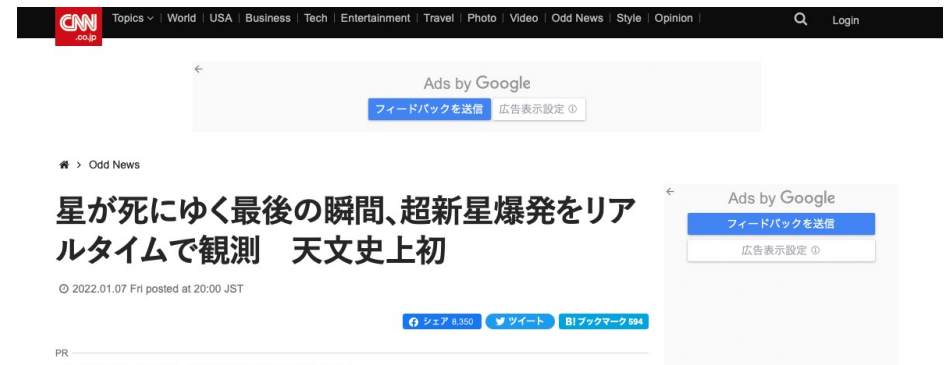 CNN
.co.jp
Topics | World | USA | Business | Tech | Entertainment | Travel | Photo | Video | Odd News | Style | Opinion |
Login
Ads by Google
フィードバックを送信 広告表示設定
> Odd News
星が死にゆく最後の瞬間、超新星爆発をリア
ルタイムで観測　天文史上初
2022.01.07 Fri posted at 20:00 JST
シェア 8,350 ツイート B! ブックマーク 594
PR
Ads by Google
フィードバックを送信
広告表示設定